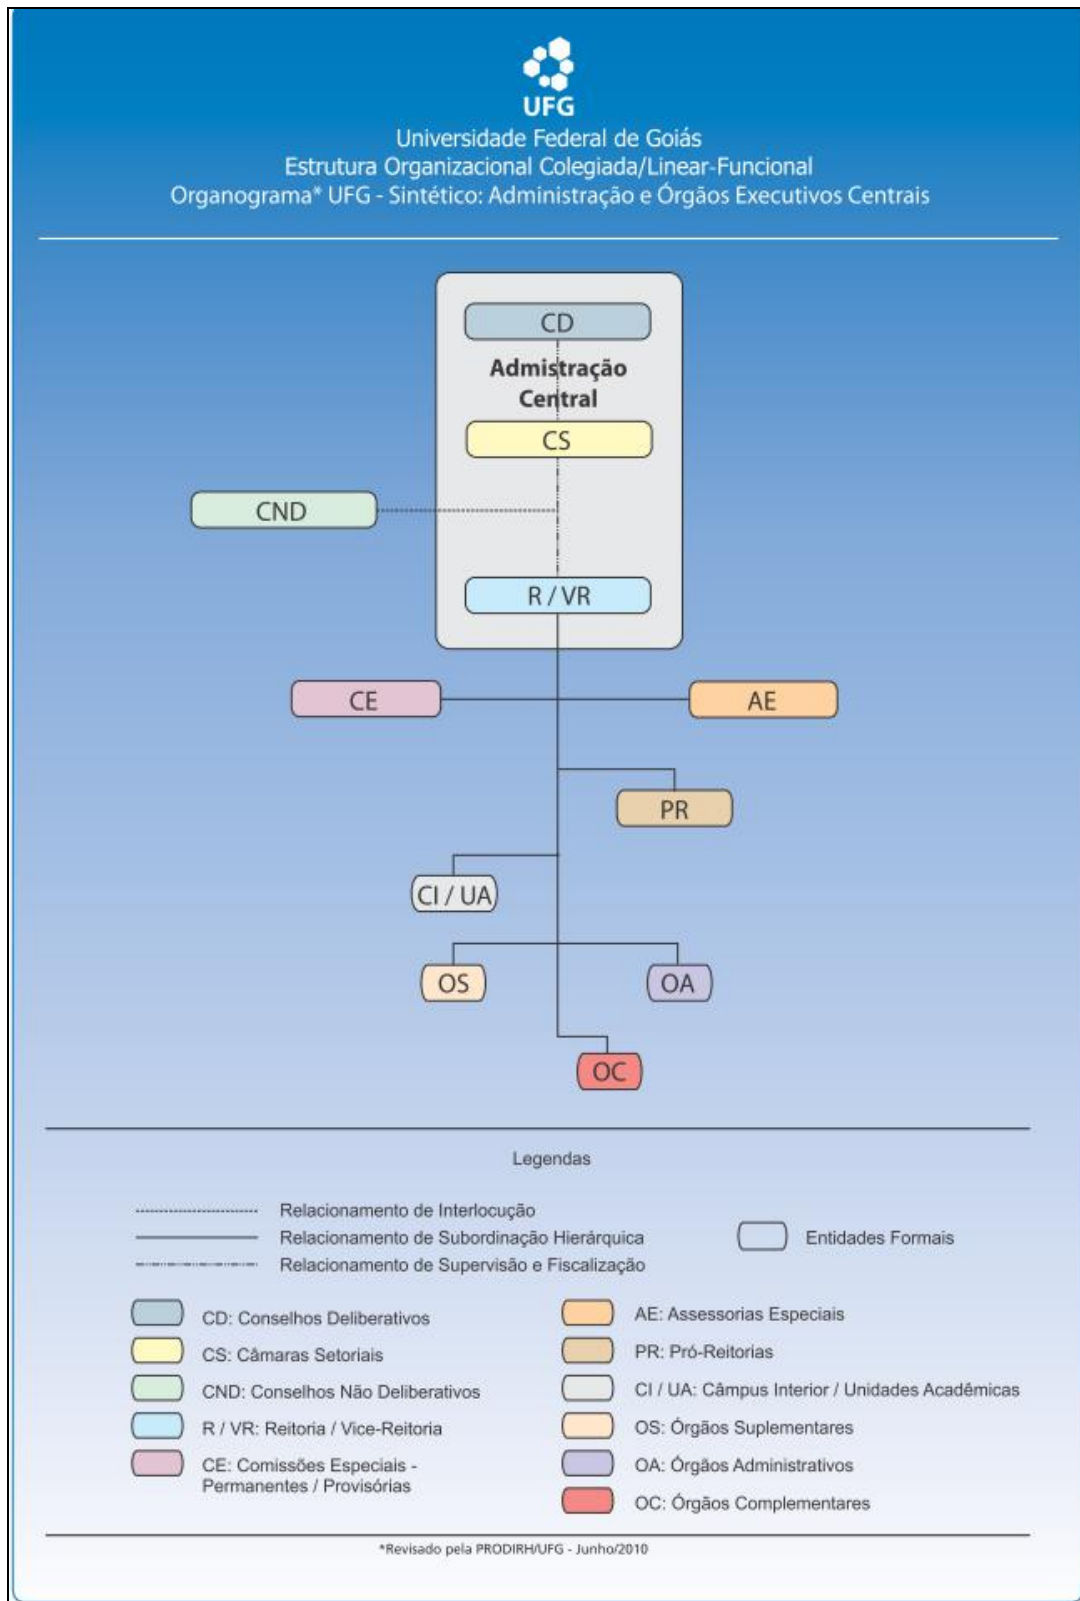 UFG
Universidade Federal de Goiás
Estrutura Organizacional Colegiada/Linear-Funcional
Organograma* UFG - Sintético: Administração e Órgãos Executivos Centrais
CD
Admistração
Central
CS
CND
R / VR
CE
AE
PR
CI / UA
OS
OA
OC
Legendas
Relacionamento de Interlocução
Relacionamento de Subordinação Hierárquica
Entidades Formais
Relacionamento de Supervisão e Fiscalização
CD: Conselhos Deliberativos
CS: Câmaras Setoriais
CND: Conselhos Não Deliberativos
R / VR: Reitoria / Vice-Reitoria
CE: Comissões Especiais -
Permanentes / Provisórias
AE: Assessorias Especiais
PR: Pró-Reitorias
CI / UA: Câmpus Interior / Unidades Acadêmicas
OS: Órgãos Suplementares
OA: Órgãos Administrativos
OC: Órgãos Complementares
*Revisado pela PRODIRH/UFG - Junho/2010